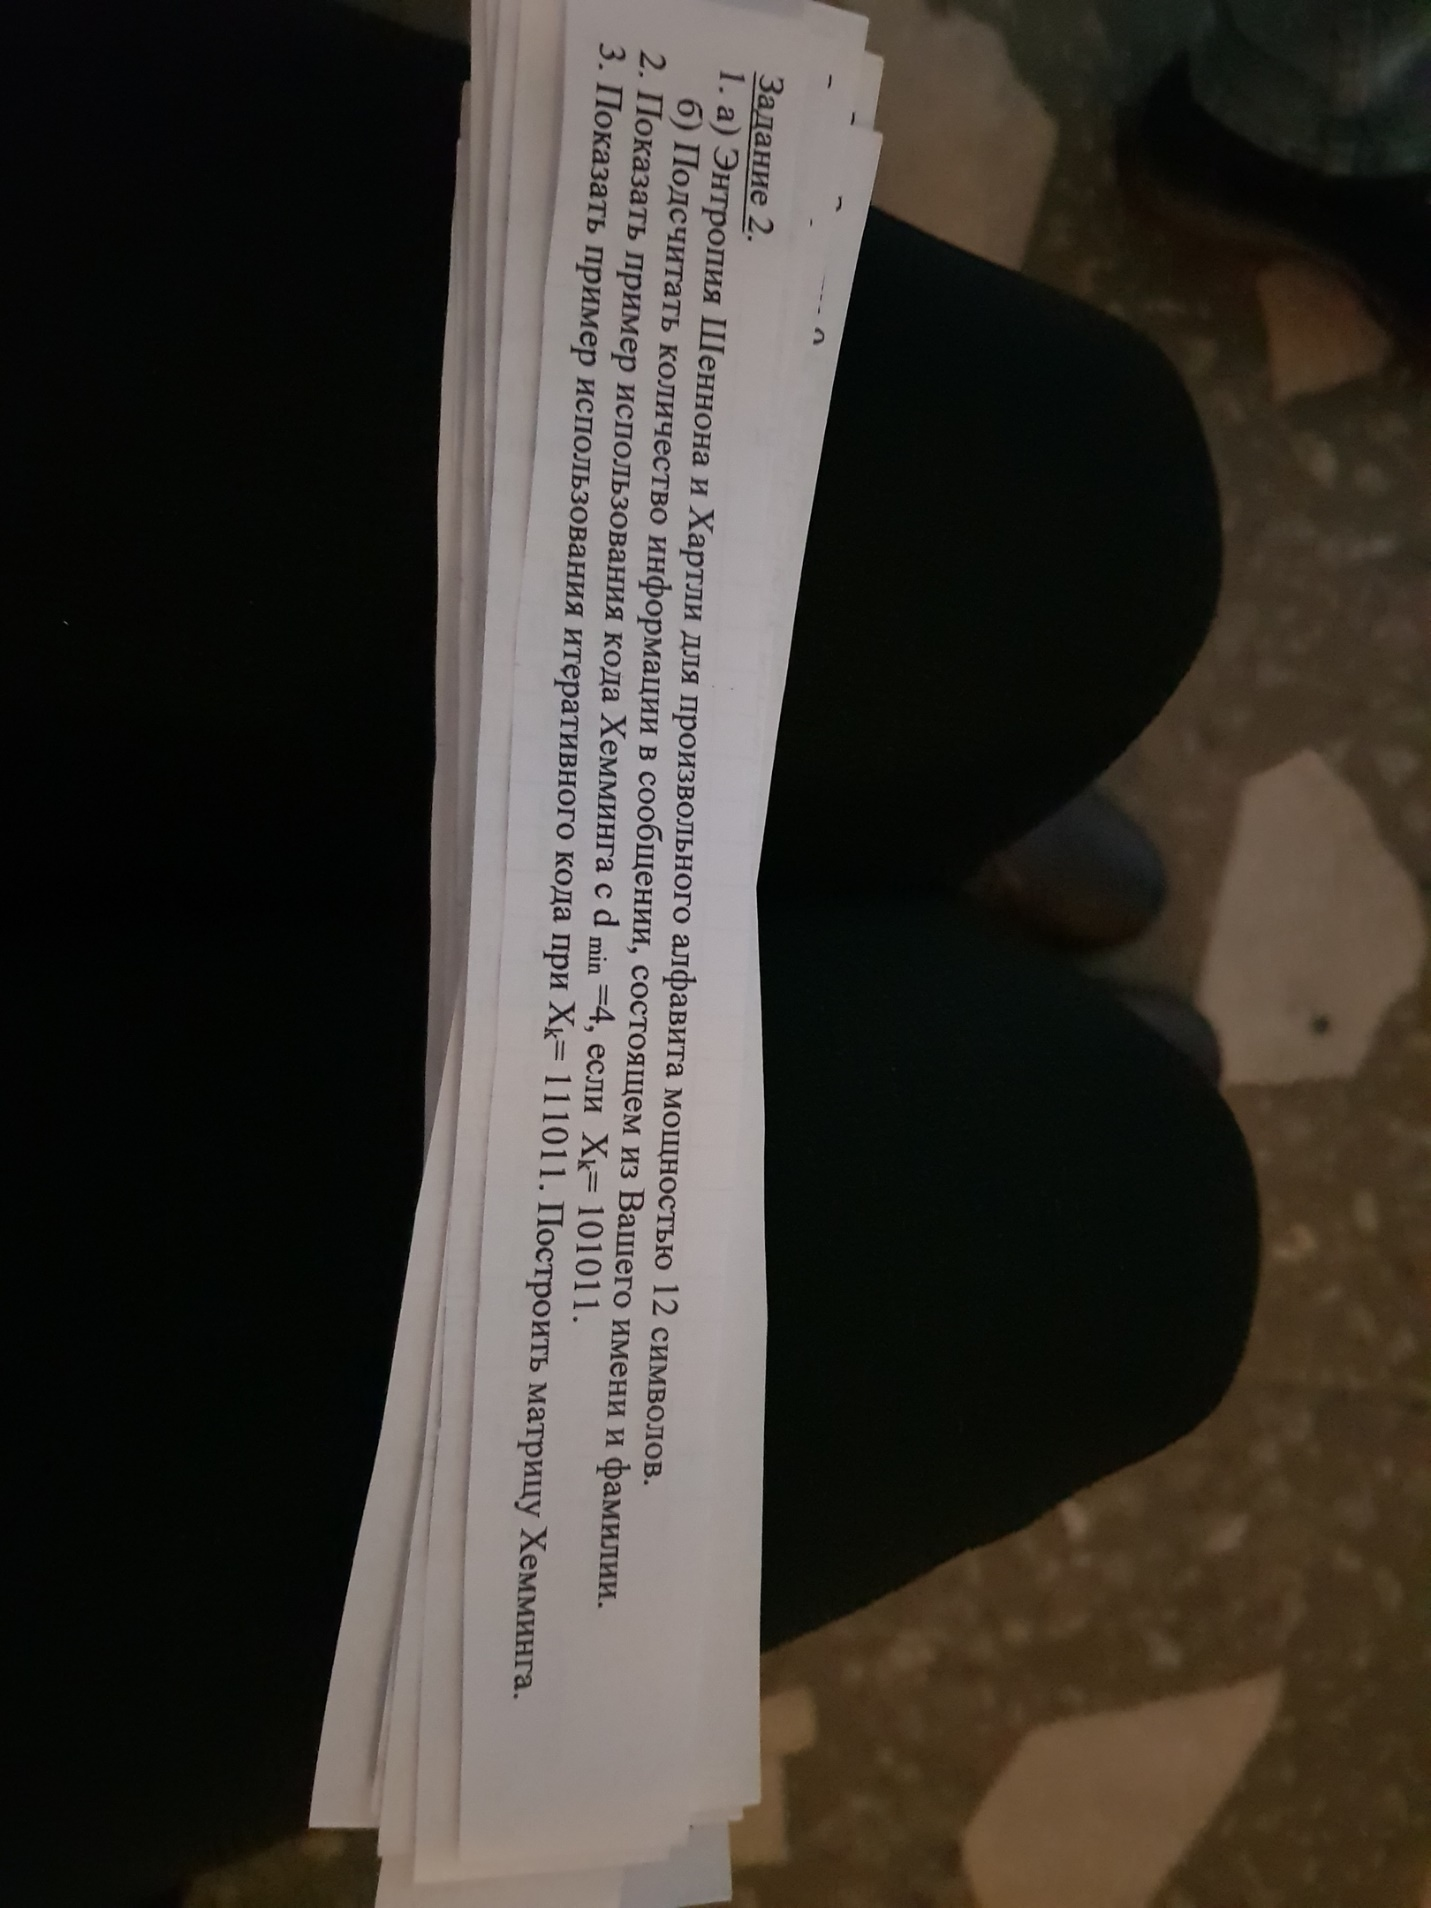 Задание 2.
1. а) Энтропия Шеннона и Хартли для произвольного алфавита мощностью 12 символов.
б) Подсчитать количество информации в сообщении, состоящем из Вашего имени и фамилии.
2. Показать пример использования кода Хемминга с d min =4, если Xk= 101011.
3. Показать пример использования итеративного кода при Xk= 111011. Построить матрицу Хемминга.